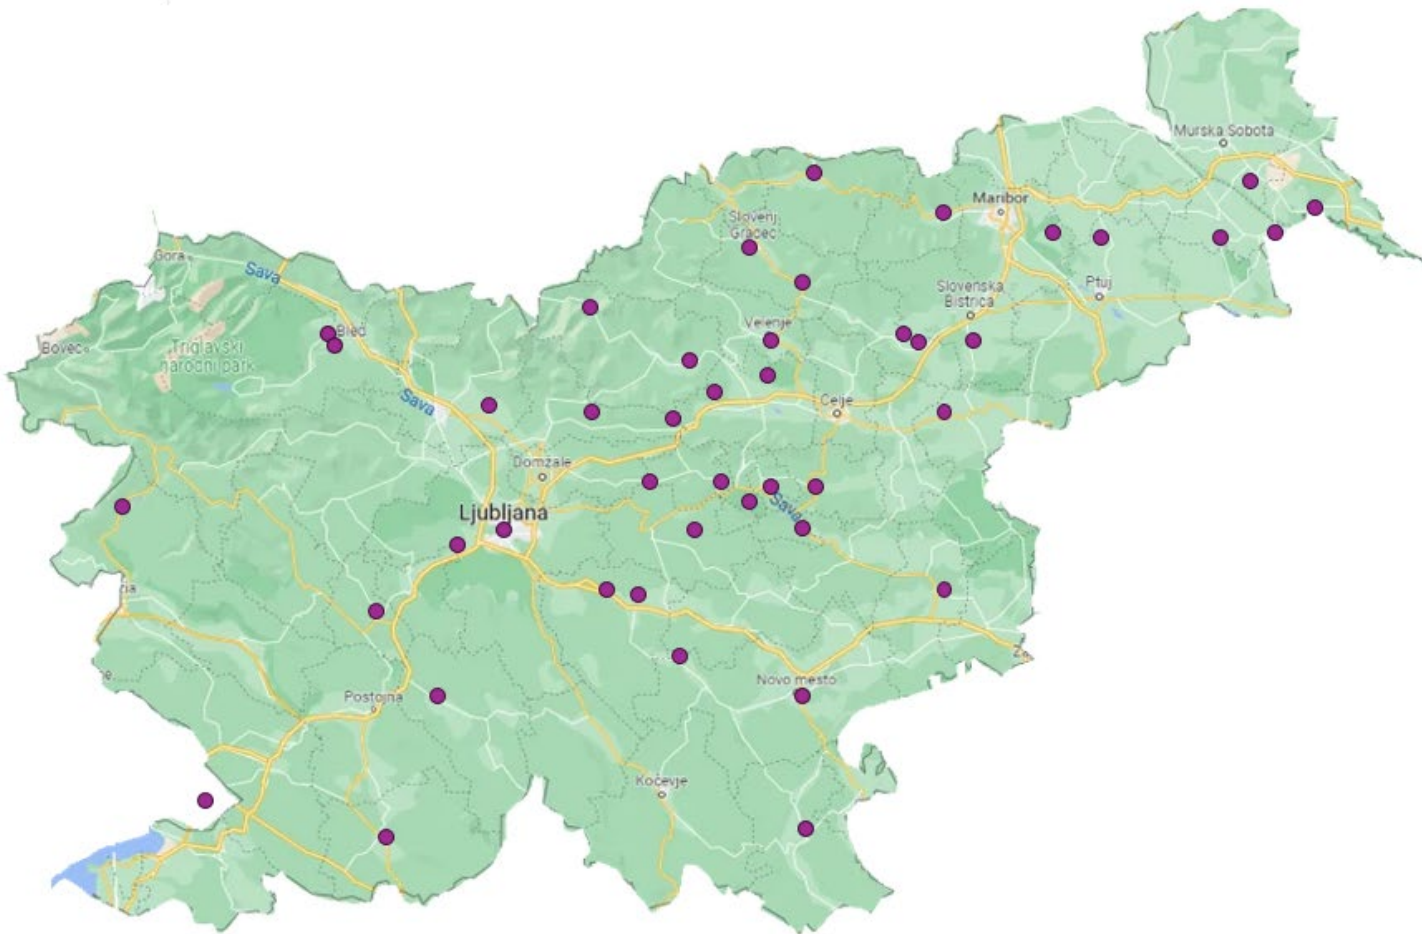 Murska Sobota
Maribor
Slovenj
Gradec
Gora
Sava
Slovenska
Bistrica
Ptuj
Velenje
Bled
Bovec
Triglavski
narodni park
Sava
Celje
Domžale
Sava
Ljubljana
Novo mesto
Postojna
Kočevje